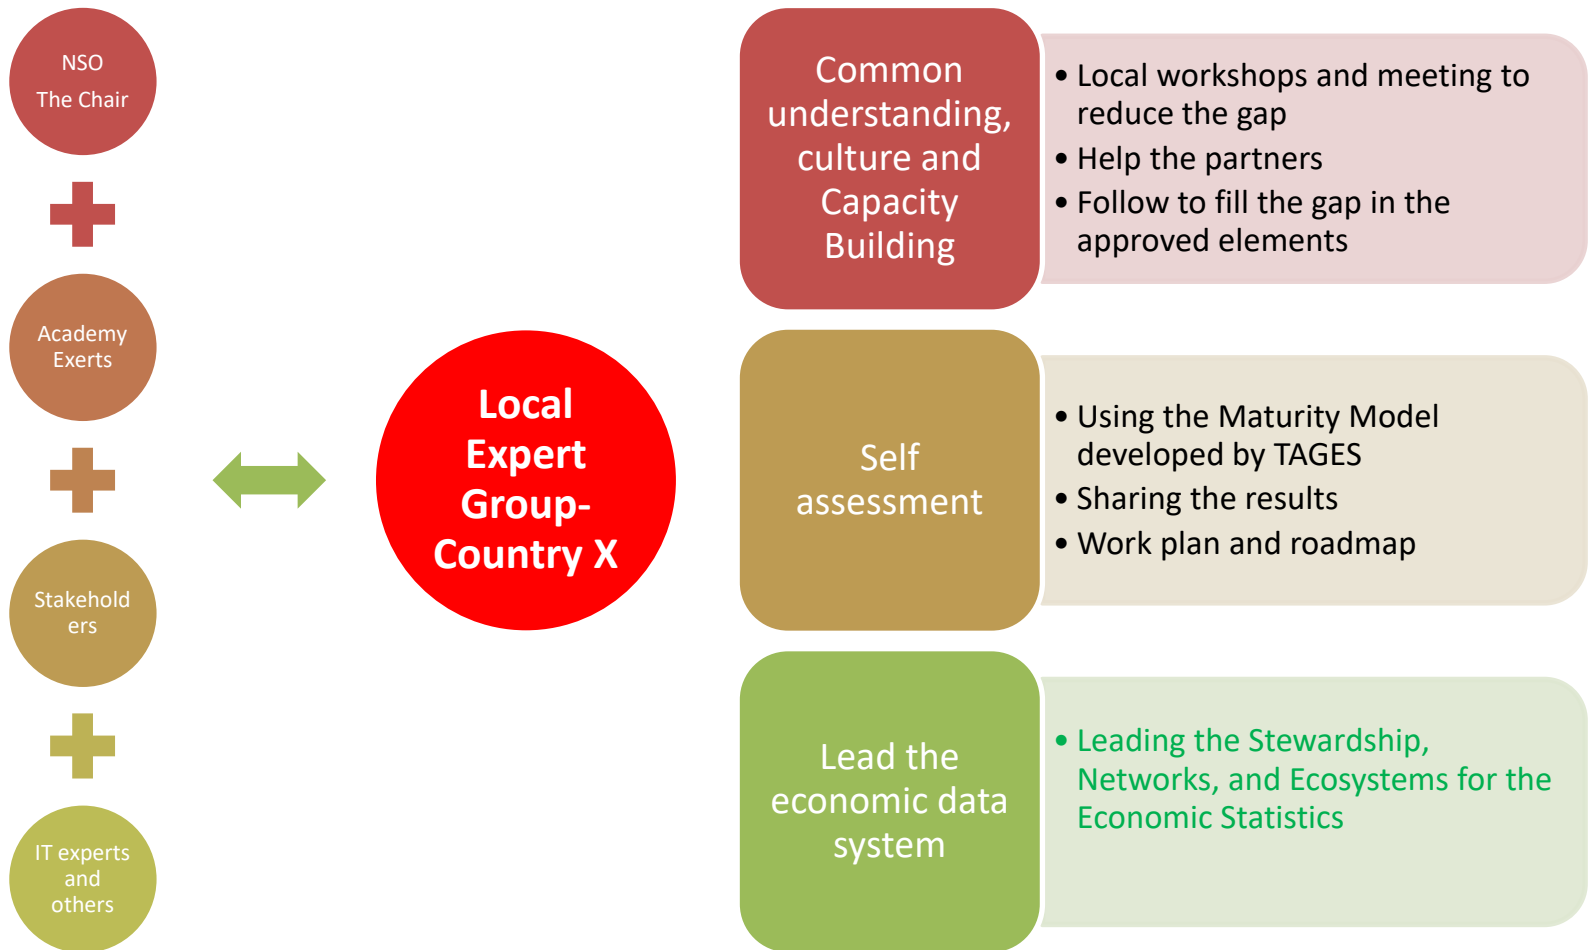 NSO
The Chair
Academy
Exerts
Stakehold
ers
IT experts
and
others
Local
Expert
Group-
Country X
Common
understanding,
culture and
Capacity
Building
• Local workshops and meeting to
reduce the gap
• Help the partners
• Follow to fill the gap in the
approved elements
Self
assessment
• Using the Maturity Model
developed by TAGES
• Sharing the results
• Work plan and roadmap
Lead the
economic data
system
• Leading the Stewardship,
Networks, and Ecosystems for the
Economic Statistics